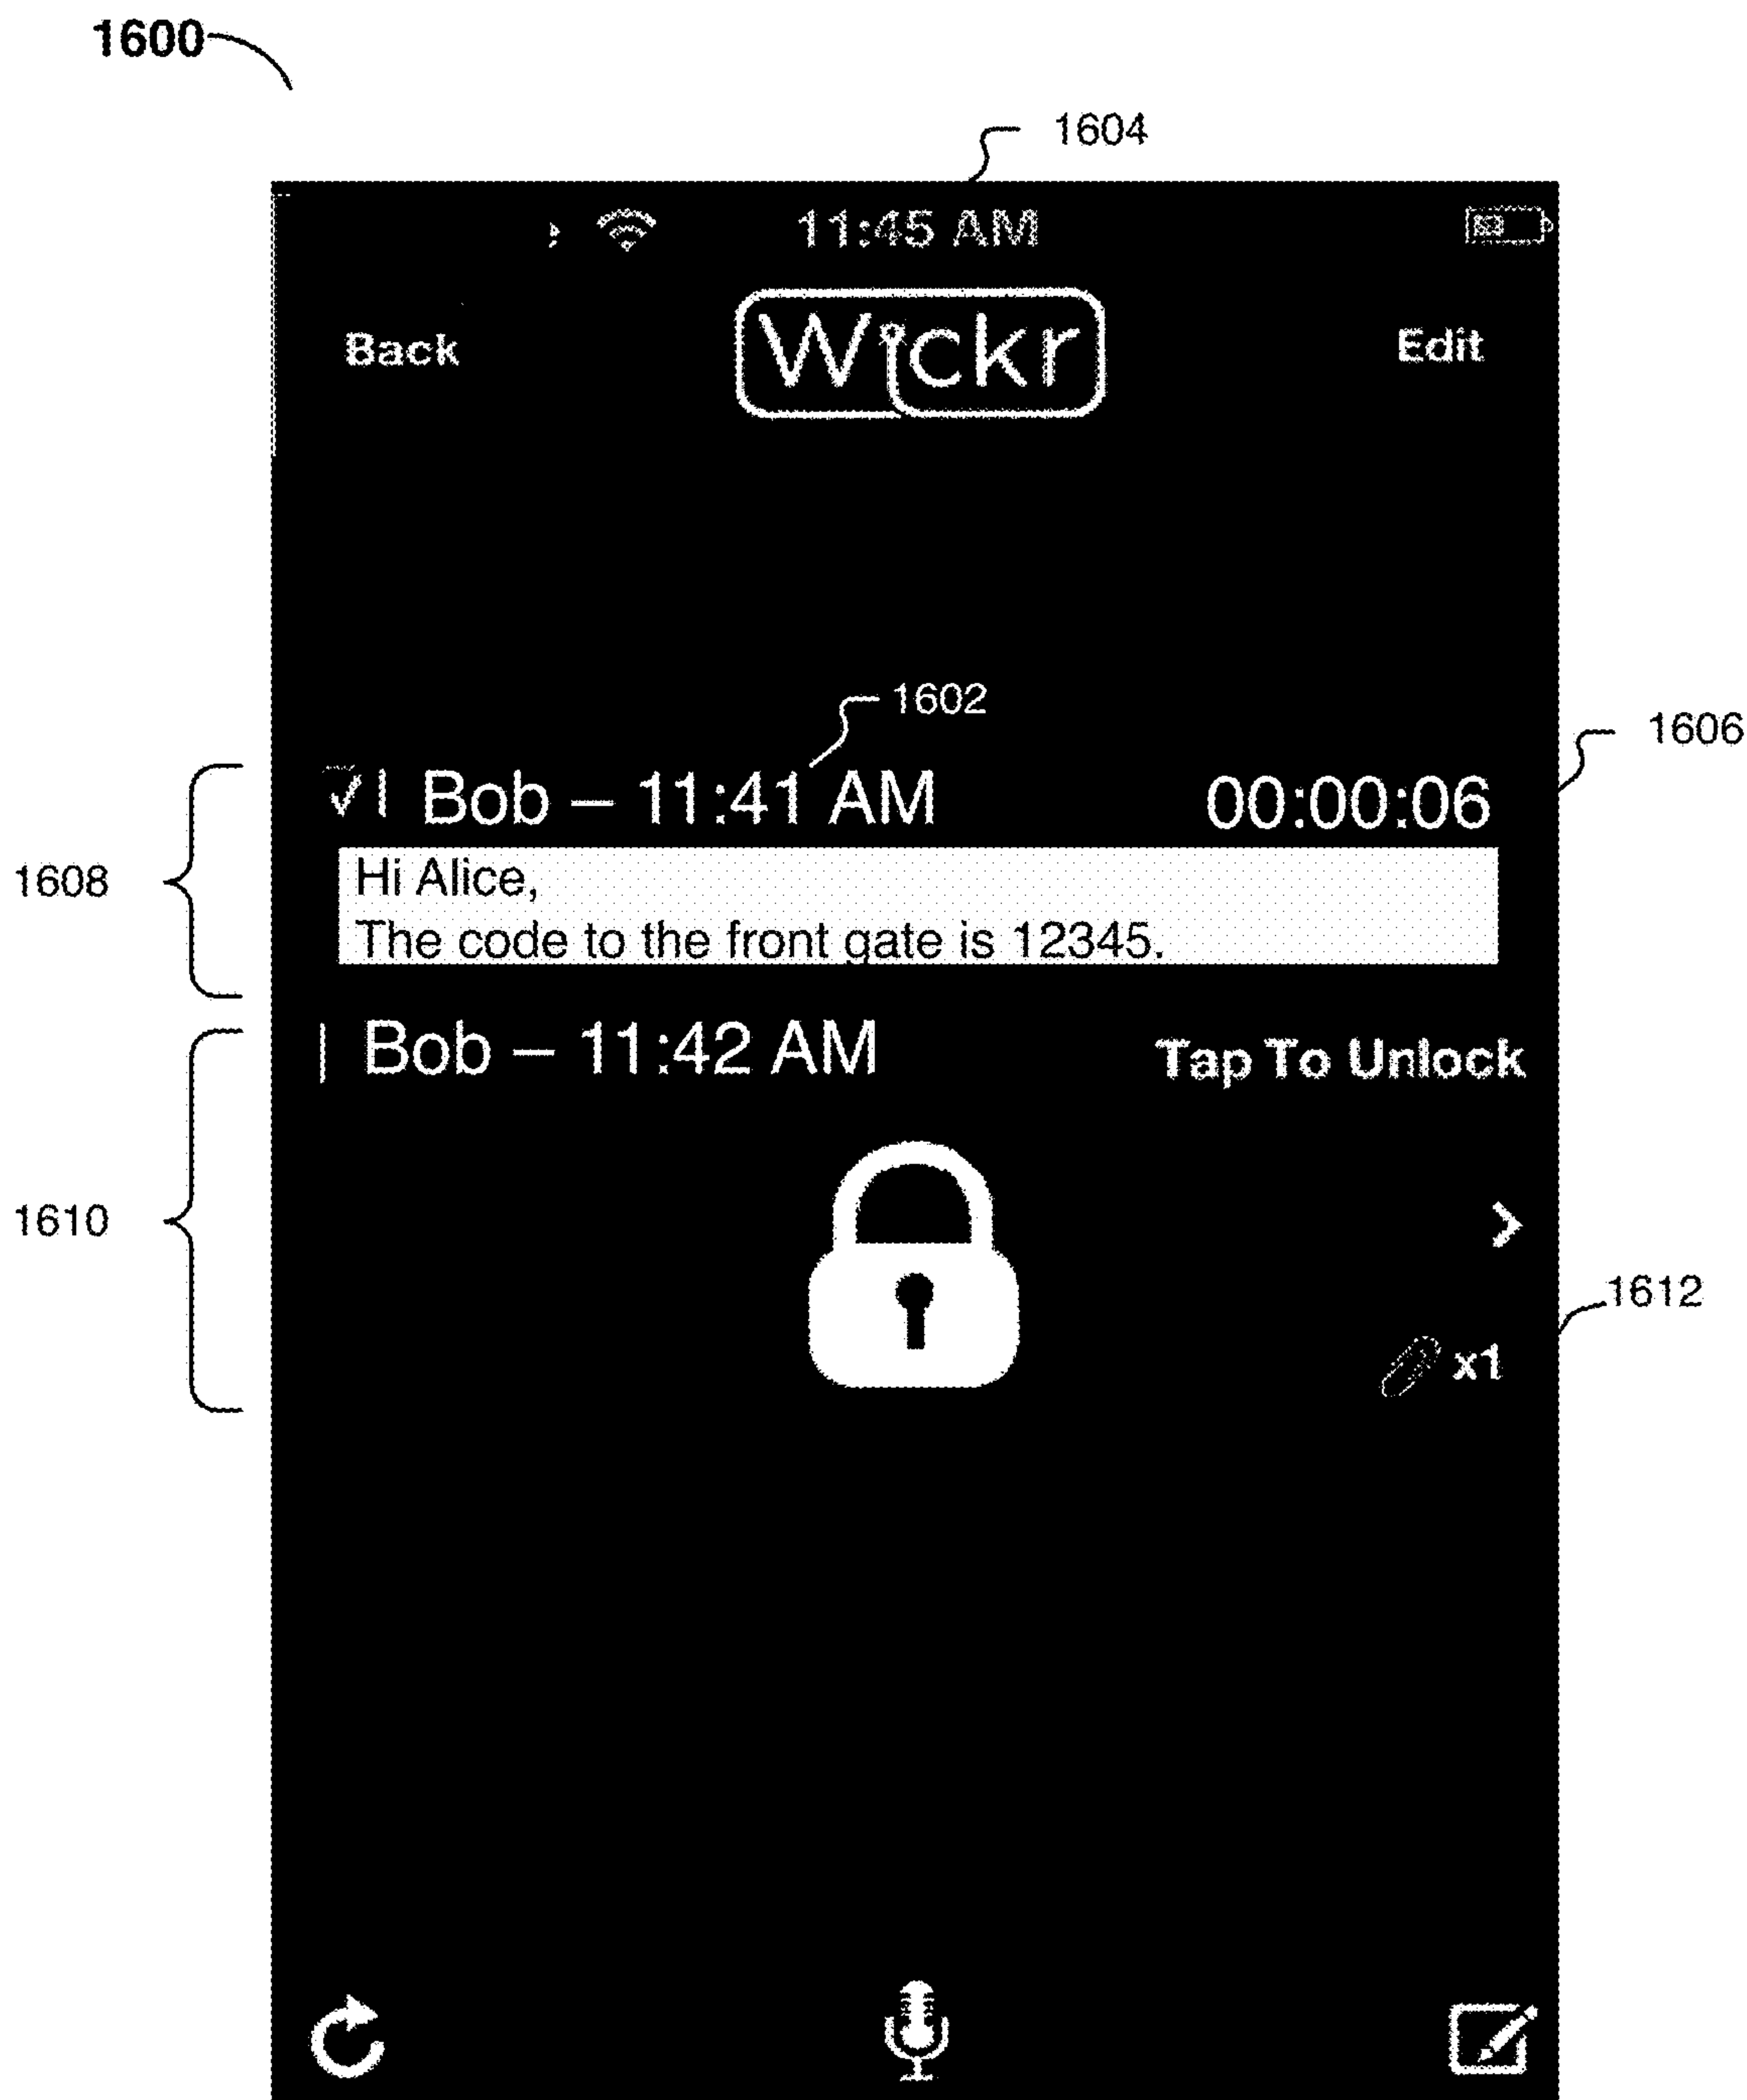 1600
1604
11:45 AM
Back
Wickr
Edit
1602
1606
Bob – 11:41 AM 00:00:06
1608
Hi Alice,
The code to the front gate is 12345.
Bob – 11:42 AM Tap To Unlock
1610
1612
x1